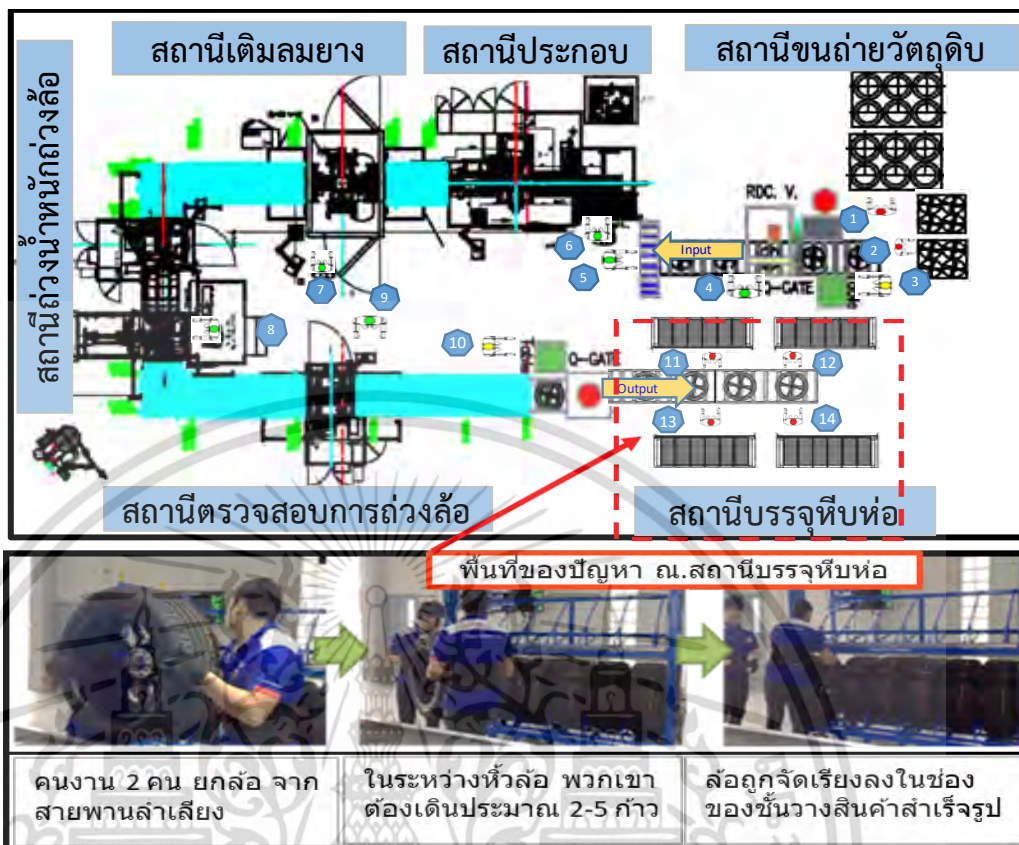 สถานีเติมลมยาง
สถานีประกอบ
สถานีขนถ่ายวัตถุดิบ
สถานีถ่วงน้ำหนักถ่วงล้อ
RDC. V.
1
2
3
Input
6
5
4
Q-GATE
7
9
8
10
Q-GATE
11
12
Output
13
14
สถานีตรวจสอบการถ่วงล้อ
สถานีบรรจุหีบห่อ
พื้นที่ของปัญหา ณ.สถานีบรรจุหีบห่อ
คนงาน 2 คน ยกล้อ จาก
สายพานลำเลียง
ในระหว่างหิ้วล้อ พวกเขา
ต้องเดินประมาณ 2-5 ก้าว
ล้อถูกจัดเรียงลงในช่อง
ของชั้นวางสินค้าสำเร็จรูป